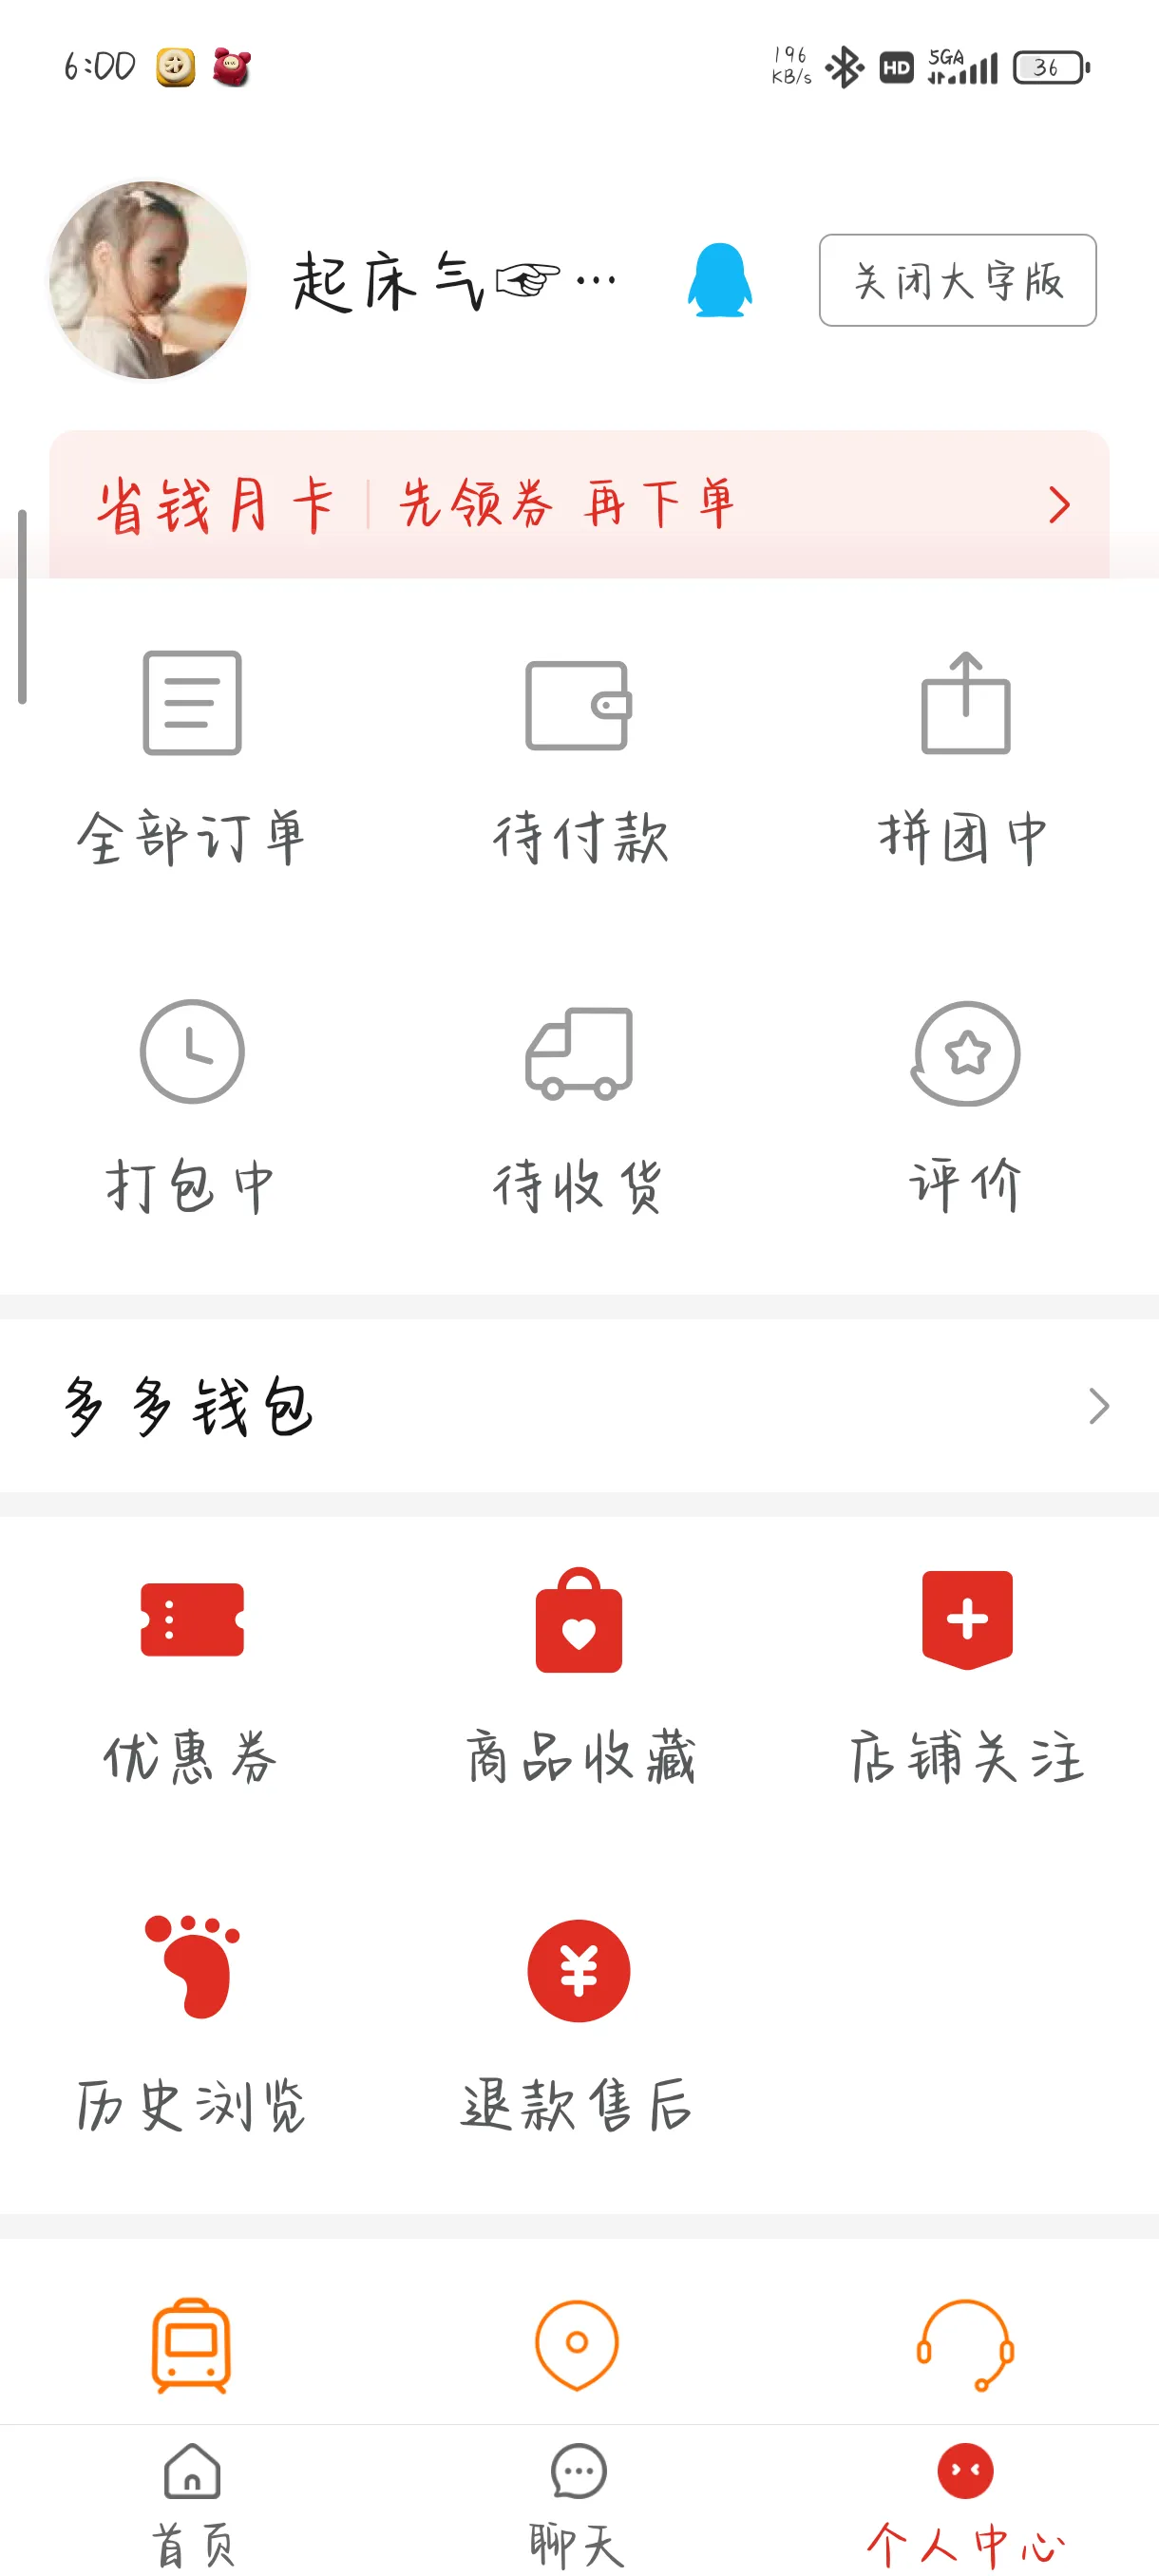 6:00 196 KB/s HD 5GA 36
起床气☞… 关闭大字版
省钱月卡 先领券 再下单
全部订单 待付款 拼团中
打包中 待收货 评价
多多钱包
优惠券 商品收藏 店铺关注
历史浏览 退款售后
首页 聊天 个人中心